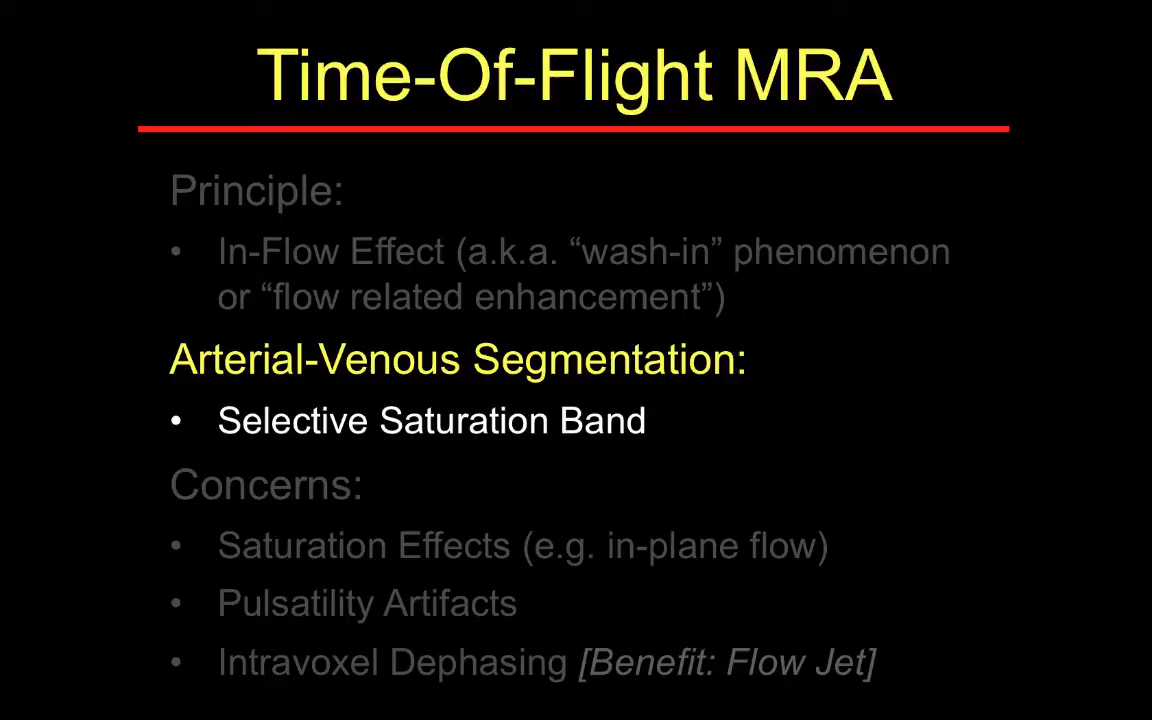 Time-Of-Flight MRA
Principle:
• In-Flow Effect (a.k.a. “wash-in” phenomenon
or “flow related enhancement”)
Arterial-Venous Segmentation:
• Selective Saturation Band
Concerns:
• Saturation Effects (e.g. in-plane flow)
• Pulsatility Artifacts
• Intravoxel Dephasing [Benefit: Flow Jet]